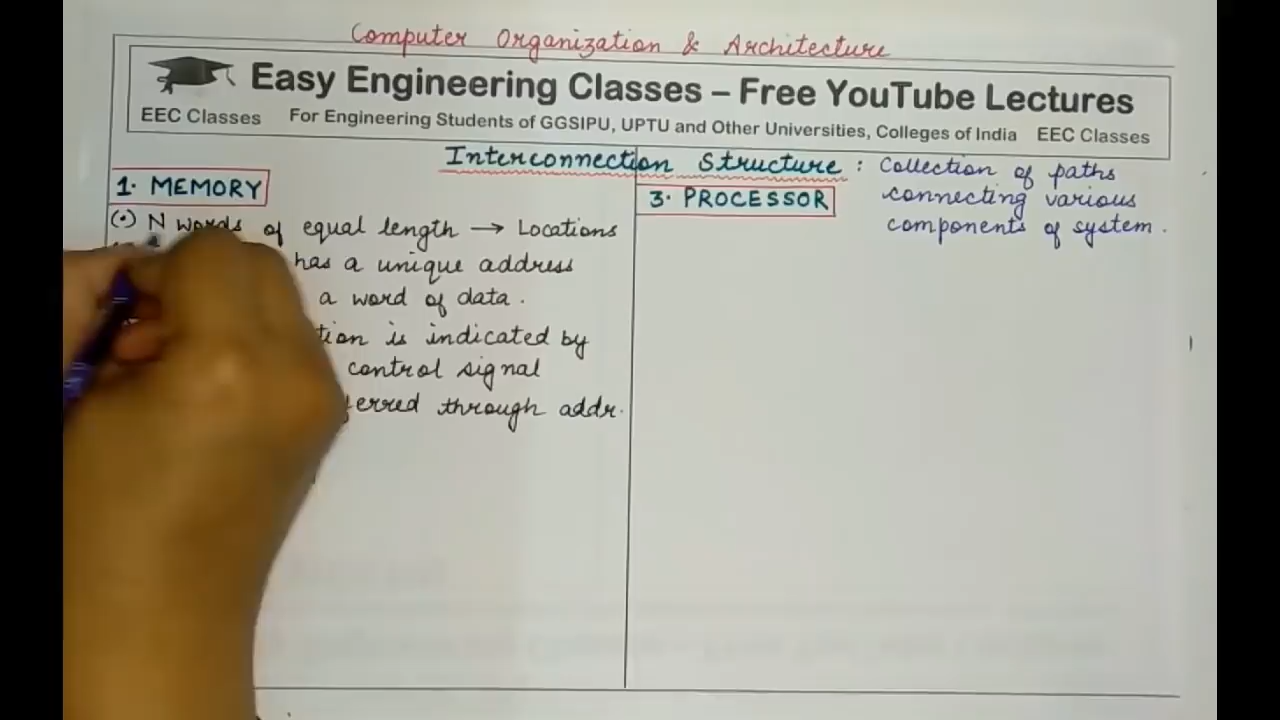 Computer Organization & Architecture
Easy Engineering Classes – Free YouTube Lectures
EEC Classes For Engineering Students of GGSIPU, UPTU and Other Universities, Colleges of India EEC Classes
Interconnection Structure : Collection of paths
connecting various
components of system.
1. MEMORY
(•) N words of equal length → Locations
has a unique address
a word of data.
is indicated by
control signal
through addr.
3. PROCESSOR